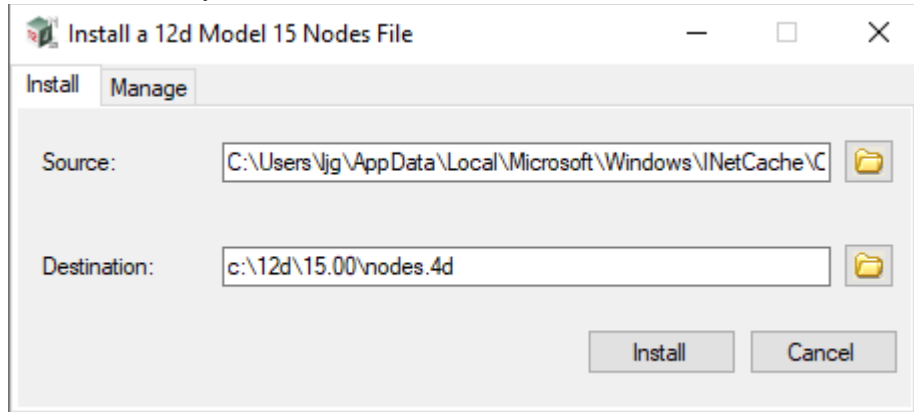 Install a 12d Model 15 Nodes File
Install Manage
Source: C:\Users\ljg\AppData\Local\Microsoft\Windows\INetCache\C
Destination: c:\12d\15.00\nodes.4d
Install Cancel